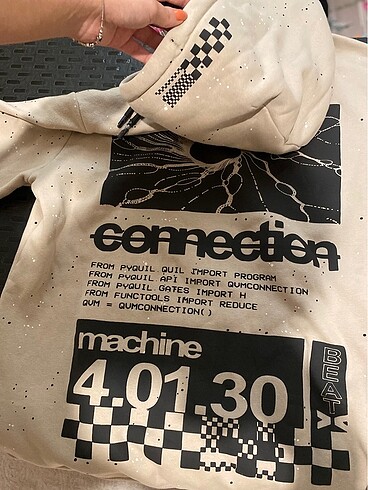 connection
FROM PYQUIL.QUIL IMPORT PROGRAM
FROM PYQUIL API IMPORT QUMCONNECTION
FROM PYQUIL.GATES IMPORT H
FROM FUNCTOOLS IMPORT REDUCE
QUM = QUMCONNECTION()
machine
4.01.30
BEAT